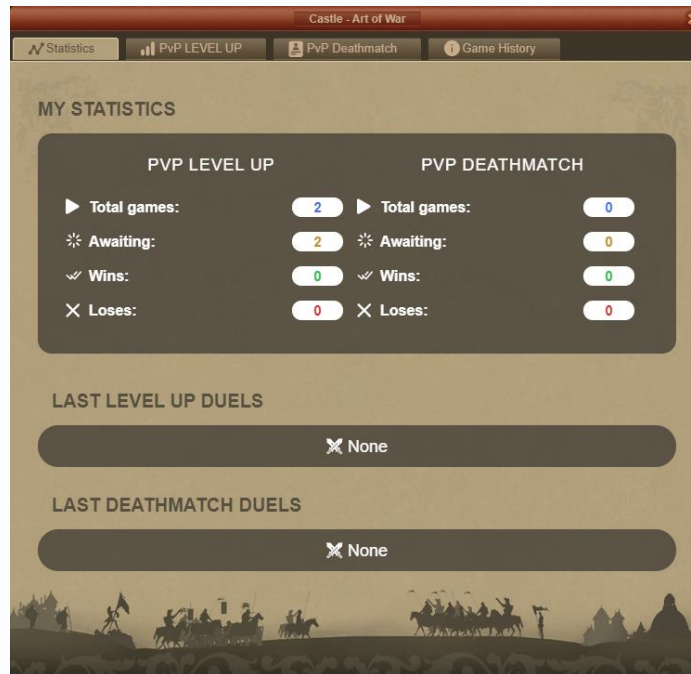 Castle - Art of War
Statistics
PvP LEVEL UP
PvP Deathmatch
Game History
MY STATISTICS
PVP LEVEL UP
PVP DEATHMATCH
Total games: 2
Total games: 0
Awaiting: 2
Awaiting: 0
Wins: 0
Wins: 0
Loses: 0
Loses: 0
LAST LEVEL UP DUELS
None
LAST DEATHMATCH DUELS
None